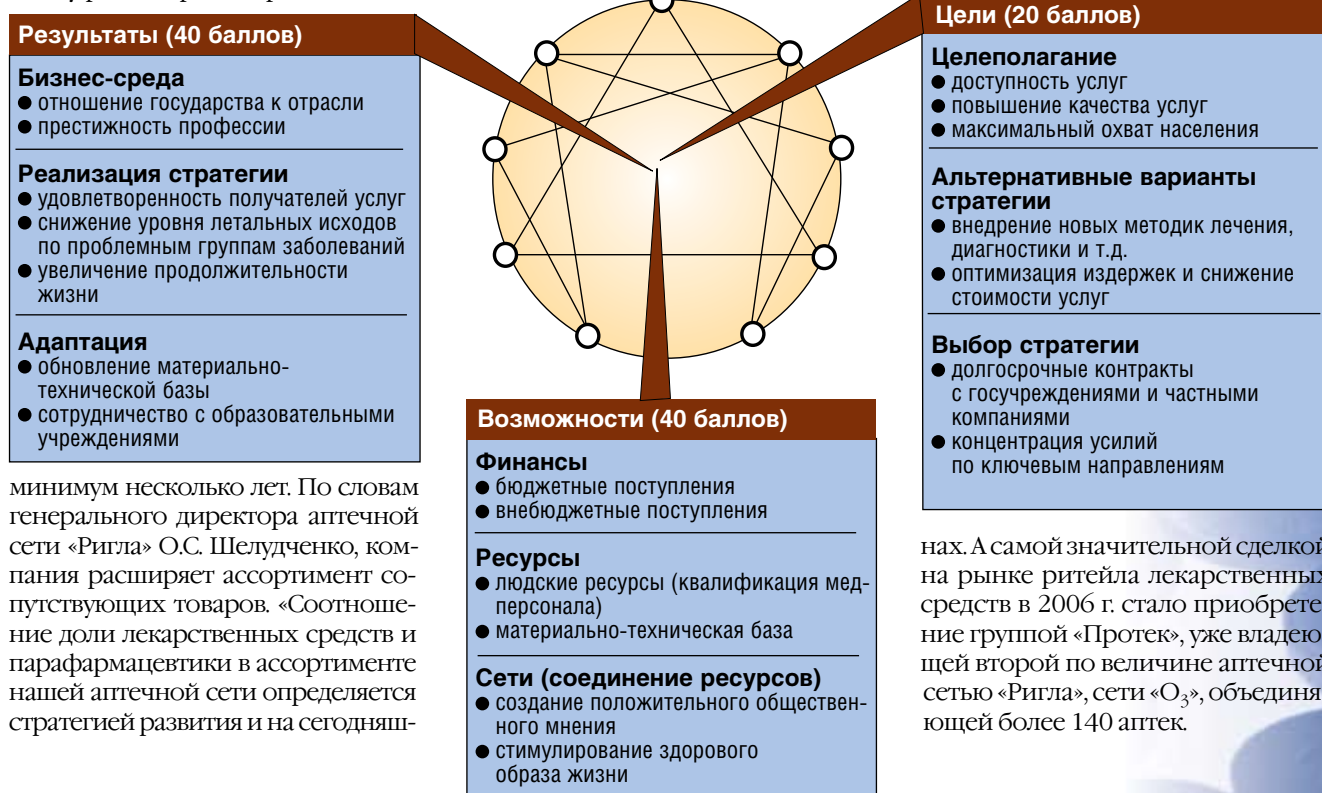 Результаты (40 баллов)
Бизнес-среда
● отношение государства к отрасли
● престижность профессии
Реализация стратегии
● удовлетворенность получателей услуг
● снижение уровня летальных исходов
по проблемным группам заболеваний
● увеличение продолжительности
жизни
Адаптация
● обновление материально-
технической базы
● сотрудничество с образовательными
учреждениями
минимум несколько лет. По словам
генерального директора аптечной
сети «Ригла» О.С. Шелудченко, ком-
пания расширяет ассортимент со-
путствующих товаров. «Соотноше-
ние доли лекарственных средств и
парафармацевтики в ассортименте
нашей аптечной сети определяется
стратегией развития и на сегодняш-
Возможности (40 баллов)
Финансы
● бюджетные поступления
● внебюджетные поступления
Ресурсы
● людские ресурсы (квалификация мед-
персонала)
● материально-техническая база
Сети (соединение ресурсов)
● создание положительного обществен-
ного мнения
● стимулирование здорового
образа жизни
Цели (20 баллов)
Целеполагание
● доступность услуг
● повышение качества услуг
● максимальный охват населения
Альтернативные варианты
стратегии
● внедрение новых методик лечения,
диагностики и т.д.
● оптимизация издержек и снижение
стоимости услуг
Выбор стратегии
● долгосрочные контракты
с госучреждениями и частными
компаниями
● концентрация усилий
по ключевым направлениям
нах. А самой значительной сделкой
на рынке ритейла лекарственных
средств в 2006 г. стало приобрете-
ние группой «Протек», уже владею-
щей второй по величине аптечной
сетью «Ригла», сети «О₃», объединя-
ющей более 140 аптек.